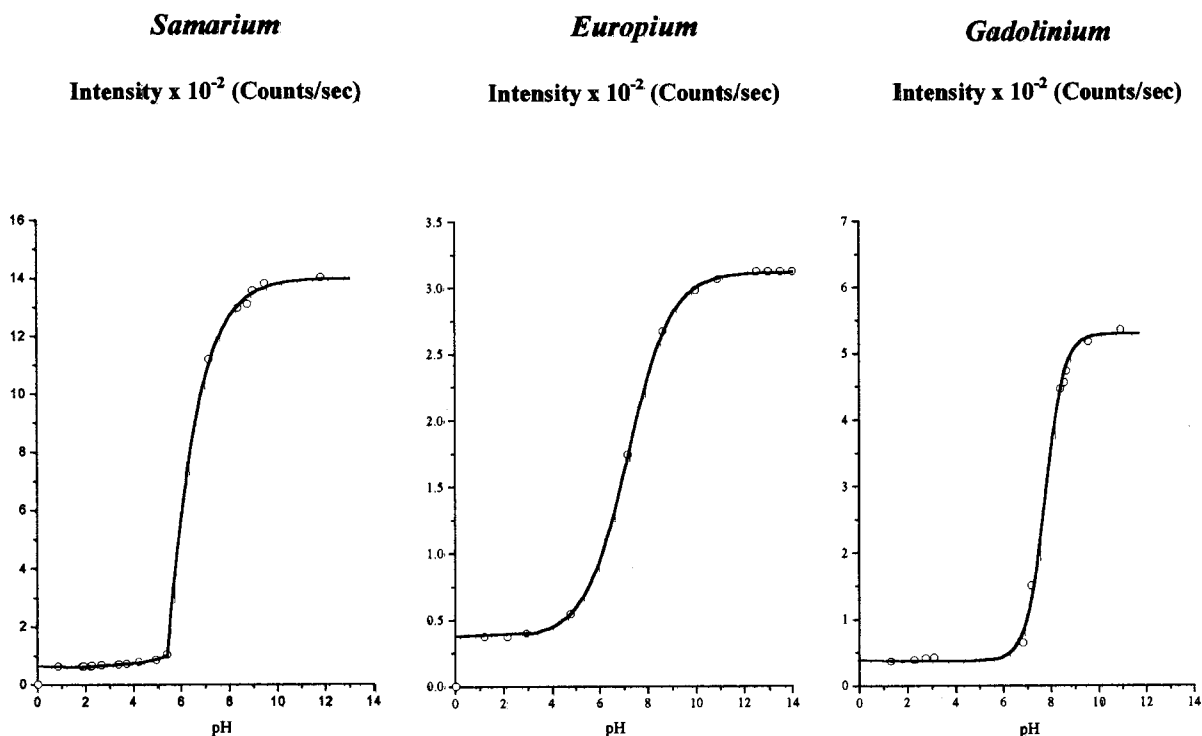 Samarium
Intensity x 10⁻² (Counts/sec)
16
14
12
10
8
6
4
2
0
0 2 4 6 8 10 12 14
pH
Europium
Intensity x 10⁻² (Counts/sec)
3.5
3.0
2.5
2.0
1.5
1.0
0.5
0.0
0 2 4 6 8 10 12 14
pH
Gadolinium
Intensity x 10⁻² (Counts/sec)
7
6
5
4
3
2
1
0
0 2 4 6 8 10 12 14
pH